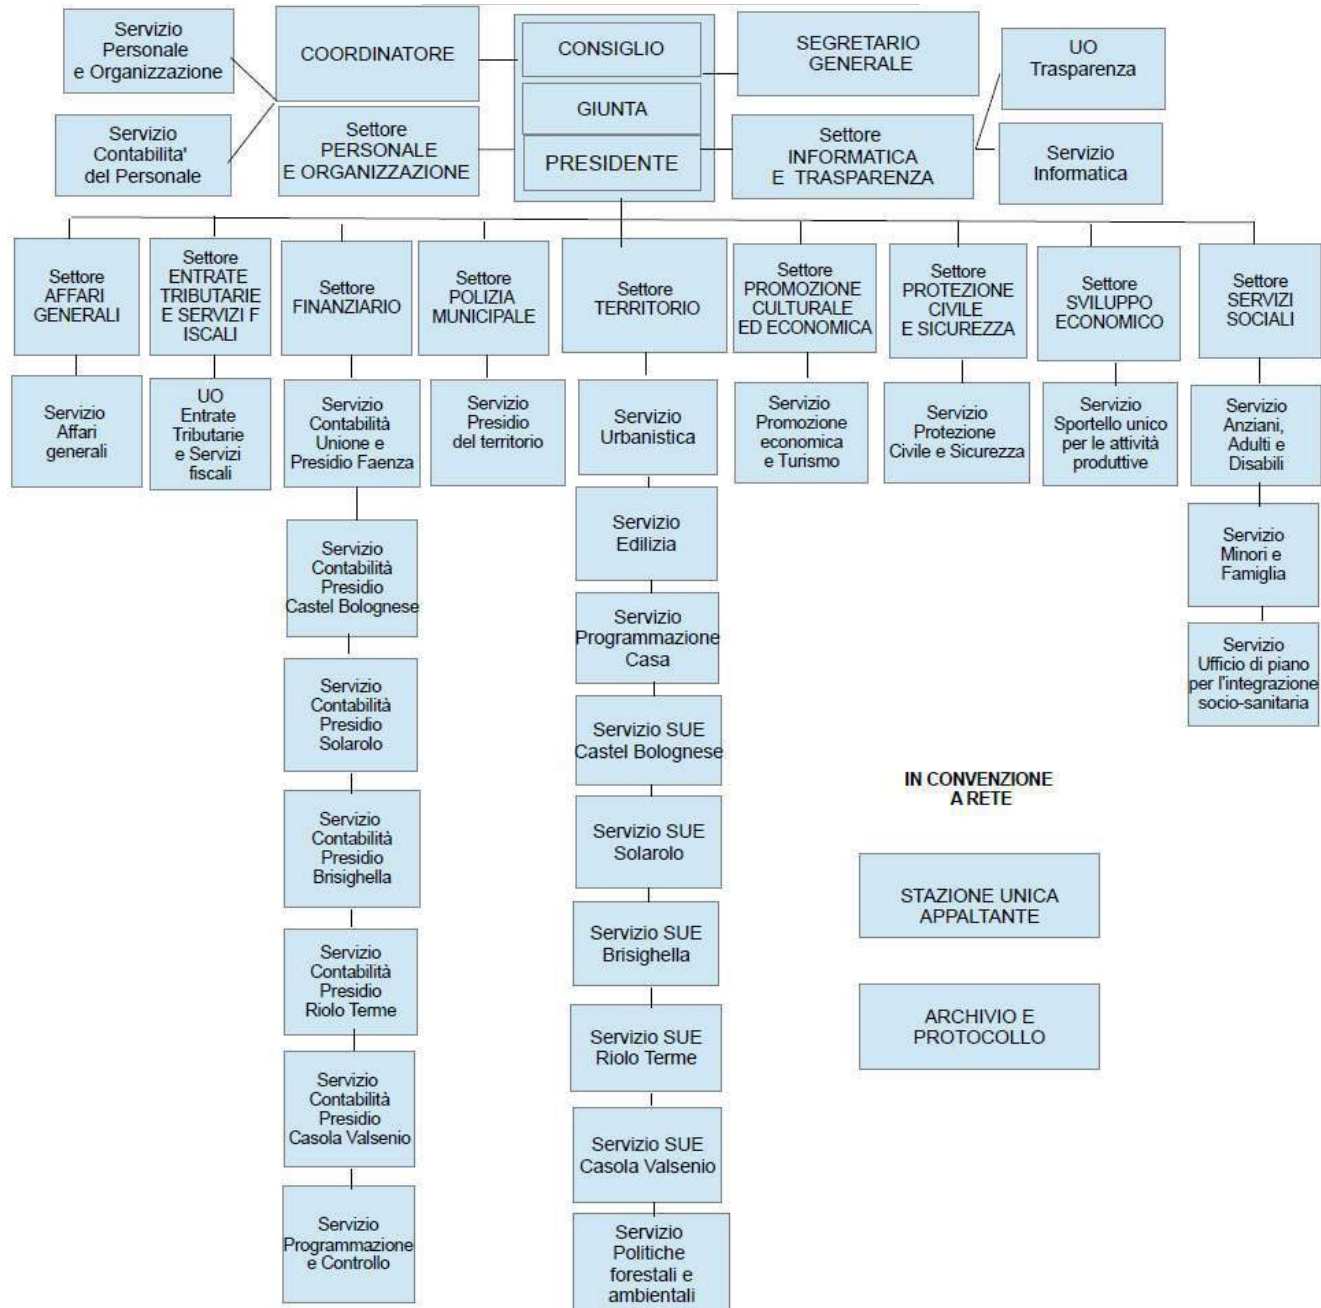 Servizio
Personale
e Organizzazione
COORDINATORE
CONSIGLIO
SEGRETARIO
GENERALE
UO
Trasparenza
Servizio
Contabilita'
del Personale
Settore
PERSONALE
E ORGANIZZAZIONE
GIUNTA
PRESIDENTE
Settore
INFORMATICA
E TRASPARENZA
Servizio
Informatica
Settore
AFFARI
GENERALI
Settore
ENTRATE
TRIBUTARIE
E SERVIZI F
ISCALI
Settore
FINANZIARIO
Settore
POLIZIA
MUNICIPALE
Settore
TERRITORIO
Settore
PROMOZIONE
CULTURALE
ED ECONOMICA
Settore
PROTEZIONE
CIVILE
E SICUREZZA
Settore
SVILUPPO
ECONOMICO
Settore
SERVIZI
SOCIALI
Servizio
Affari
generali
UO
Entrate
Tributarie
e Servizi
fiscali
Servizio
Contabilità
Unione e
Presidio Faenza
Servizio
Presidio
del territorio
Servizio
Urbanistica
Servizio
Promozione
economica
e Turismo
Servizio
Protezione
Civile e Sicurezza
Servizio
Sportello unico
per le attività
produttive
Servizio
Anziani,
Adulti e
Disabili
Servizio
Contabilità
Presidio
Castel Bolognese
Servizio
Edilizia
Servizio
Minori e
Famiglia
Servizio
Programmazione
Casa
Servizio
Ufficio di piano
per l'integrazione
socio-sanitaria
Servizio
Contabilità
Presidio
Solarolo
Servizio SUE
Castel Bolognese
IN CONVENZIONE
A RETE
Servizio
Contabilità
Presidio
Brisighella
Servizio SUE
Solarolo
STAZIONE UNICA
APPALTANTE
Servizio
Contabilità
Presidio
Riolo Terme
Servizio SUE
Brisighella
ARCHIVIO E
PROTOCOLLO
Servizio SUE
Riolo Terme
Servizio
Contabilità
Presidio
Casola Valsenio
Servizio SUE
Casola Valsenio
Servizio
Programmazione
e Controllo
Servizio
Politiche
forestali e
ambientali